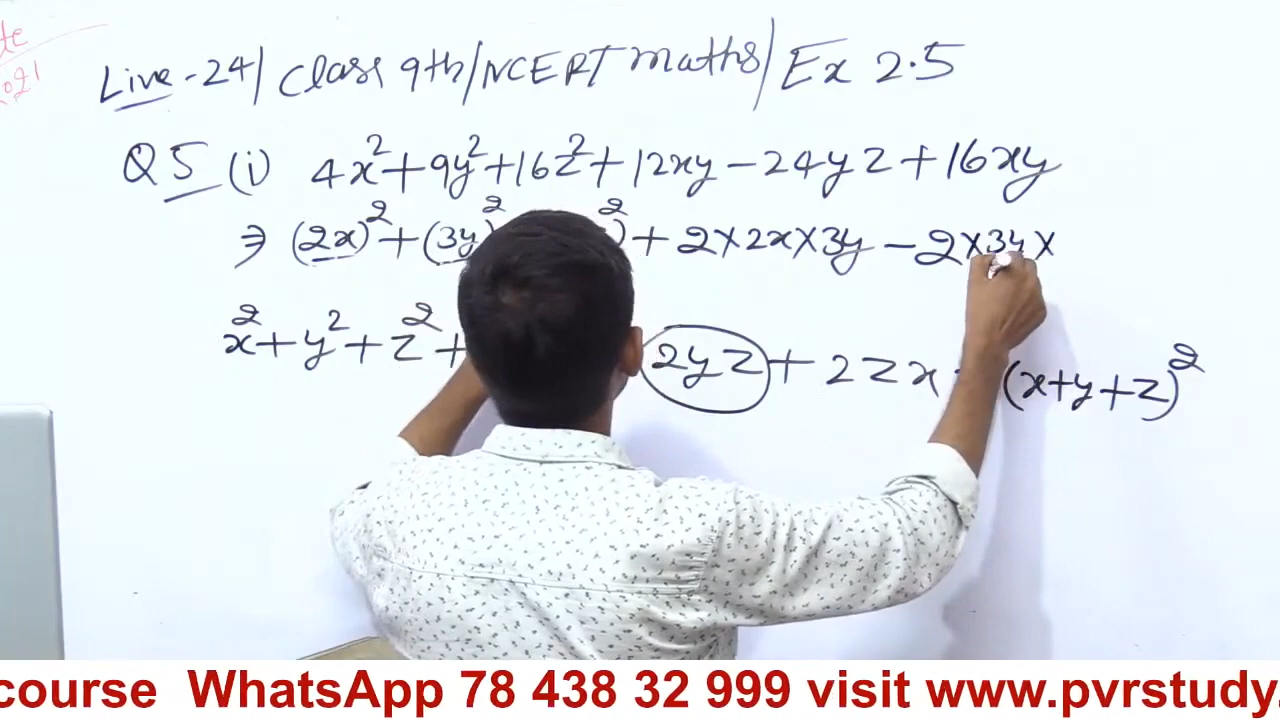 te
2021
Live-24/ Class 9th/NCERT maths/ Ex 2.5
Q5 (i) 4x² + 9y² + 16z² + 12xy - 24yz + 16xy
⇒ (2x)² + (3y) )² + 2×2x×3y - 2×3y×
x² + y² + z² + 2yz + 2zx (x+y+z)²
course WhatsApp 78 438 32 999 visit www.pvrstudy.